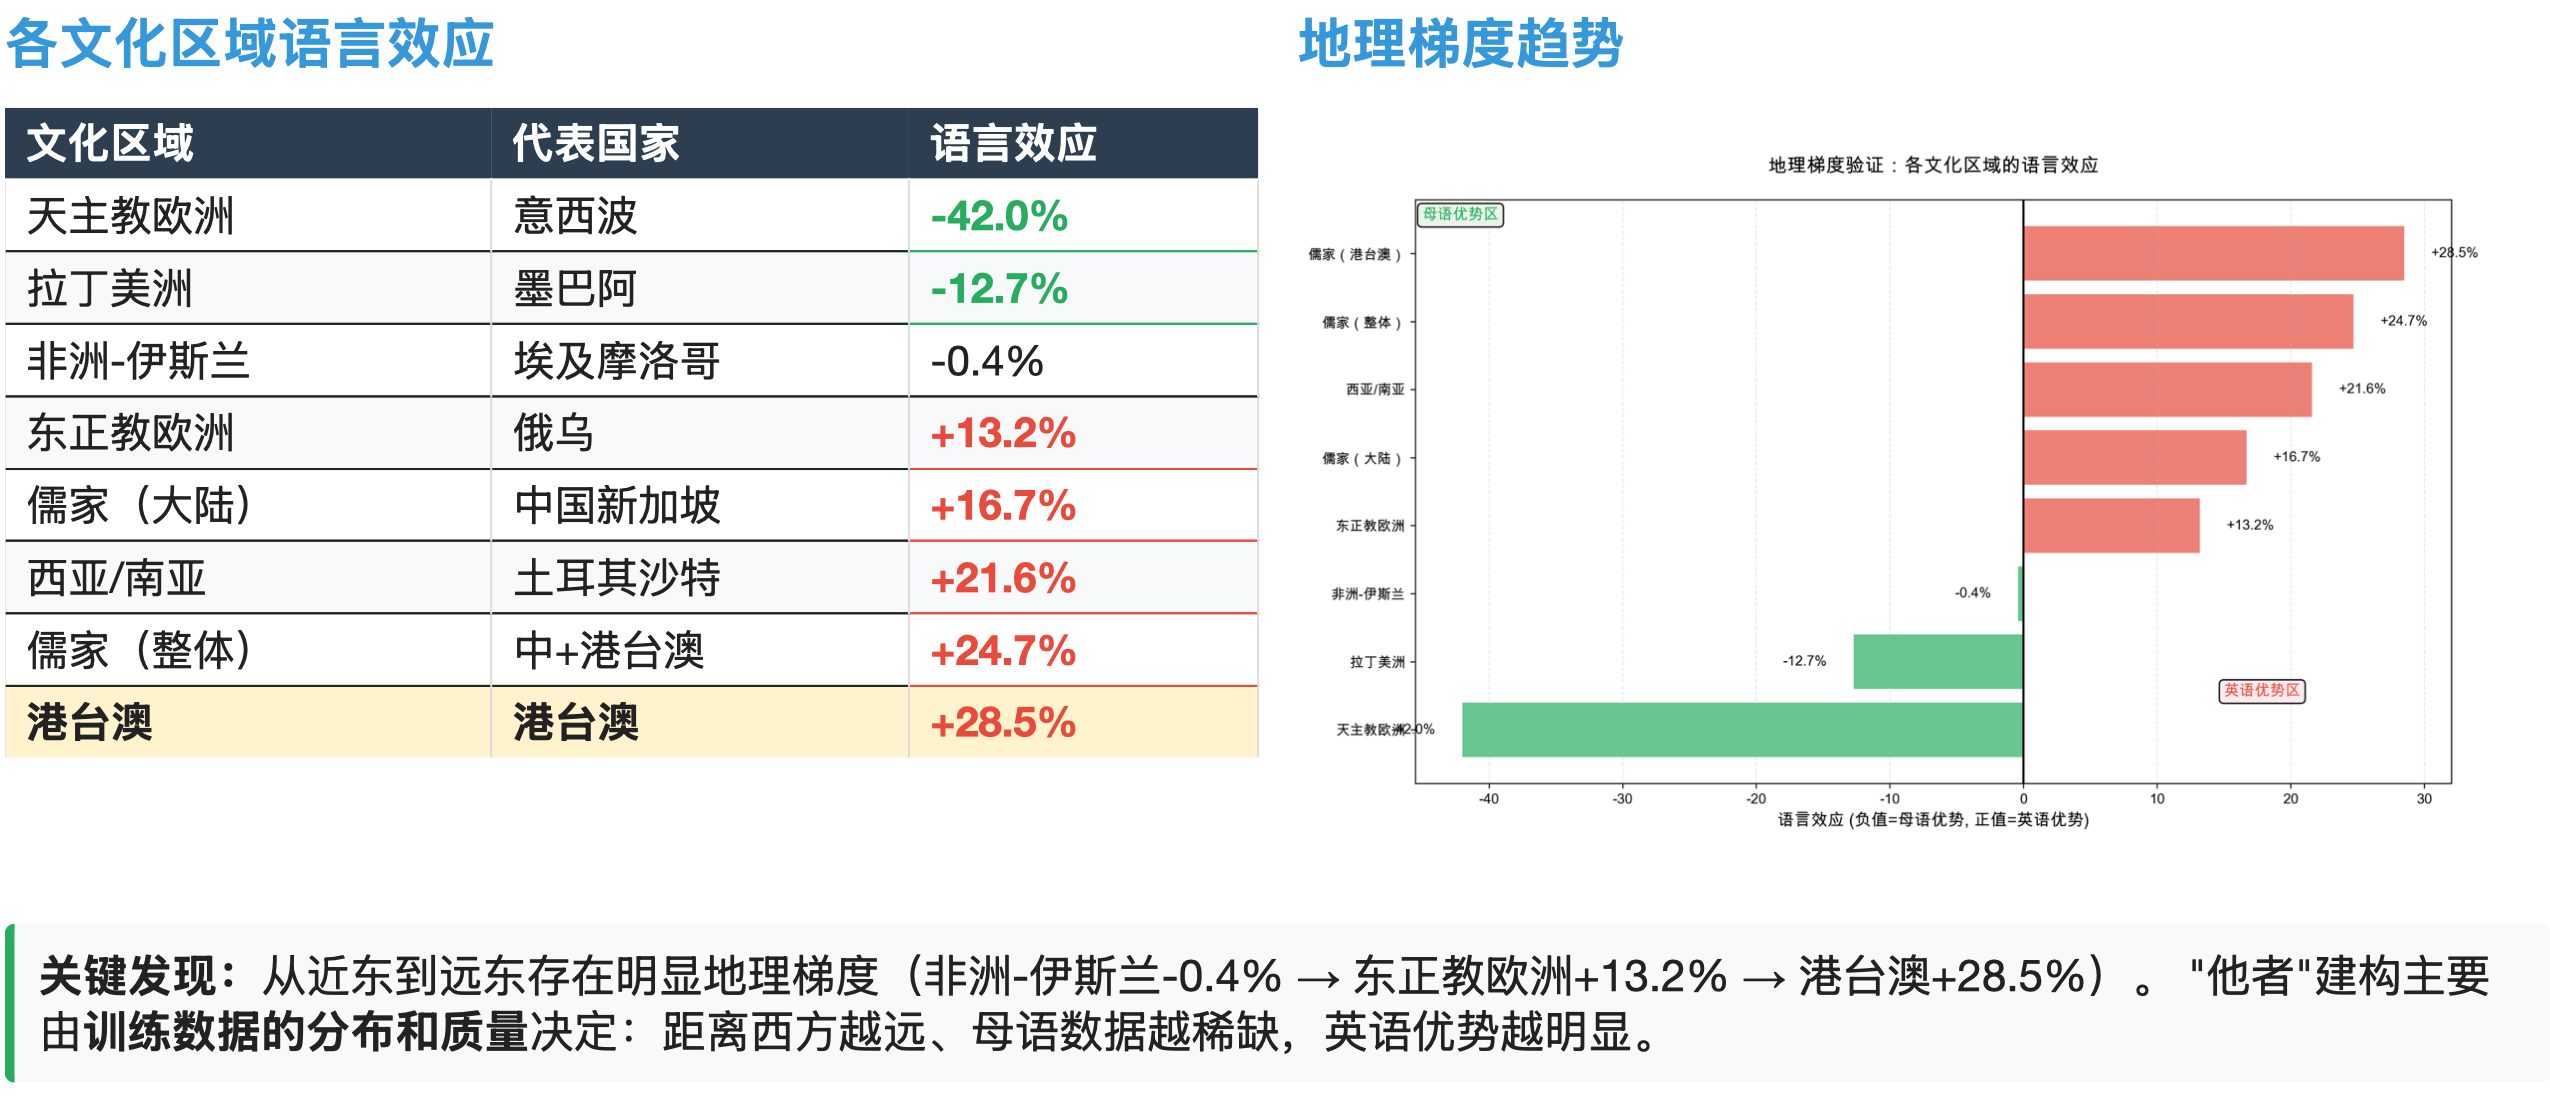 各文化区域语言效应
文化区域 代表国家 语言效应
天主教欧洲 意西波 -42.0%
拉丁美洲 墨巴阿 -12.7%
非洲-伊斯兰 埃及摩洛哥 -0.4%
东正教欧洲 俄乌 +13.2%
儒家（大陆） 中国新加坡 +16.7%
西亚/南亚 土耳其沙特 +21.6%
儒家（整体） 中+港台澳 +24.7%
港台澳 港台澳 +28.5%
地理梯度趋势
地理梯度验证：各文化区域的语言效应
母语优势区
儒家（港台澳） +28.5%
儒家（整体） +24.7%
西亚/南亚 +21.6%
儒家（大陆） +16.7%
东正教欧洲 +13.2%
非洲-伊斯兰 -0.4%
拉丁美洲 -12.7%
英语优势区
天主教欧洲 -42.0%
-40 -30 -20 -10 0 10 20 30
语言效应 (负值=母语优势, 正值=英语优势)
关键发现：从近东到远东存在明显地理梯度（非洲-伊斯兰-0.4% → 东正教欧洲+13.2% → 港台澳+28.5%）。"他者"建构主要
由训练数据的分布和质量决定：距离西方越远、母语数据越稀缺，英语优势越明显。